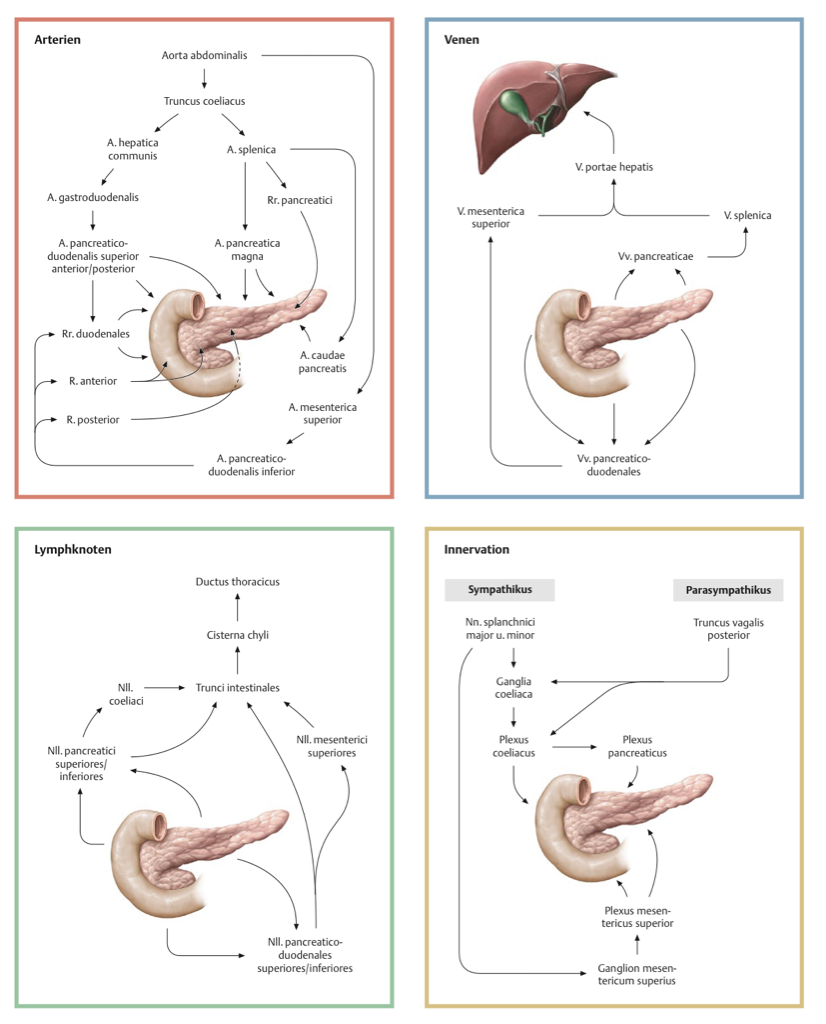 Arterien
Aorta abdominalis
Truncus coeliacus
A. hepatica
communis
A. splenica
A. gastroduodenalis
Rr. pancreatici
A. pancreatico-
duodenalis superior
anterior/posterior
A. pancreatica
magna
Rr. duodenales
A. caudae
pancreatis
R. anterior
A. mesenterica
superior
R. posterior
A. pancreatico-
duodenalis inferior
Venen
V. portae hepatis
V. mesenterica
superior
V. splenica
Vv. pancreaticae
Vv. pancreatico-
duodenales
Lymphknoten
Ductus thoracicus
Cisterna chyli
Nll.
coeliaci
Trunci intestinales
Nll. pancreatici
superiores/
inferiores
Nll. mesenterici
superiores
Nll. pancreatico-
duodenales
superiores/inferiores
Innervation
Sympathikus
Parasympathikus
Nn. splanchnici
major u. minor
Truncus vagalis
posterior
Ganglia
coeliaca
Plexus
coeliacus
Plexus
pancreaticus
Plexus mesen-
tericus superior
Ganglion mesen-
tericum superius